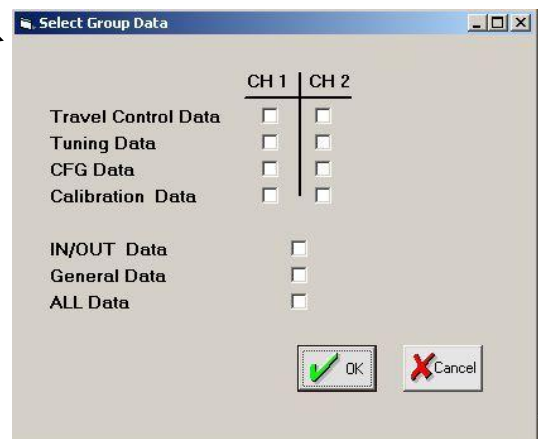 Select Group Data
CH 1 CH 2
Travel Control Data
Tuning Data
CFG Data
Calibration Data
IN/OUT Data
General Data
ALL Data
OK Cancel